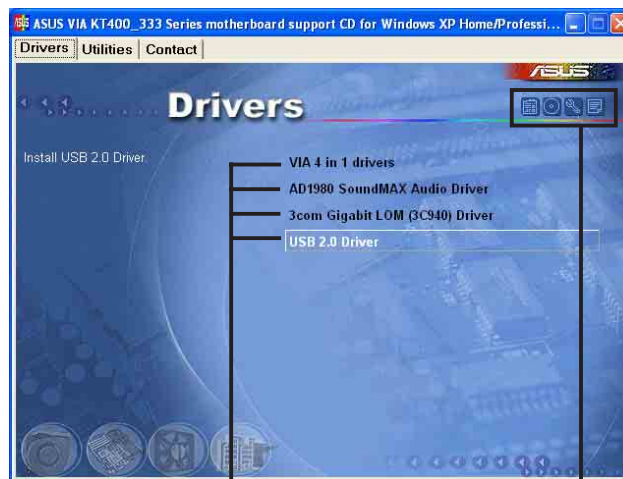 ASUS VIA KT400_333 Series motherboard support CD for Windows XP Home/Professi...
Drivers Utilities Contact
ASUS
Drivers
Install USB 2.0 Driver.
VIA 4 in 1 drivers
AD1980 SoundMAX Audio Driver
3com Gigabit LOM (3C940) Driver
USB 2.0 Driver